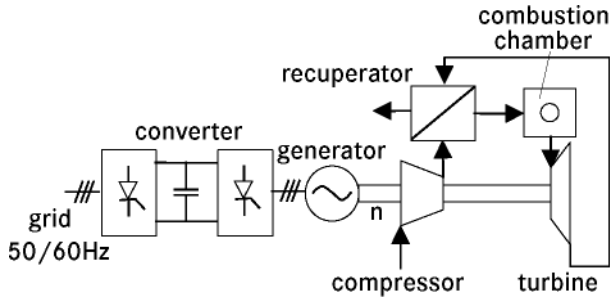 combustion
chamber
recuperator
converter
generator
n
grid
50/60Hz
compressor
turbine